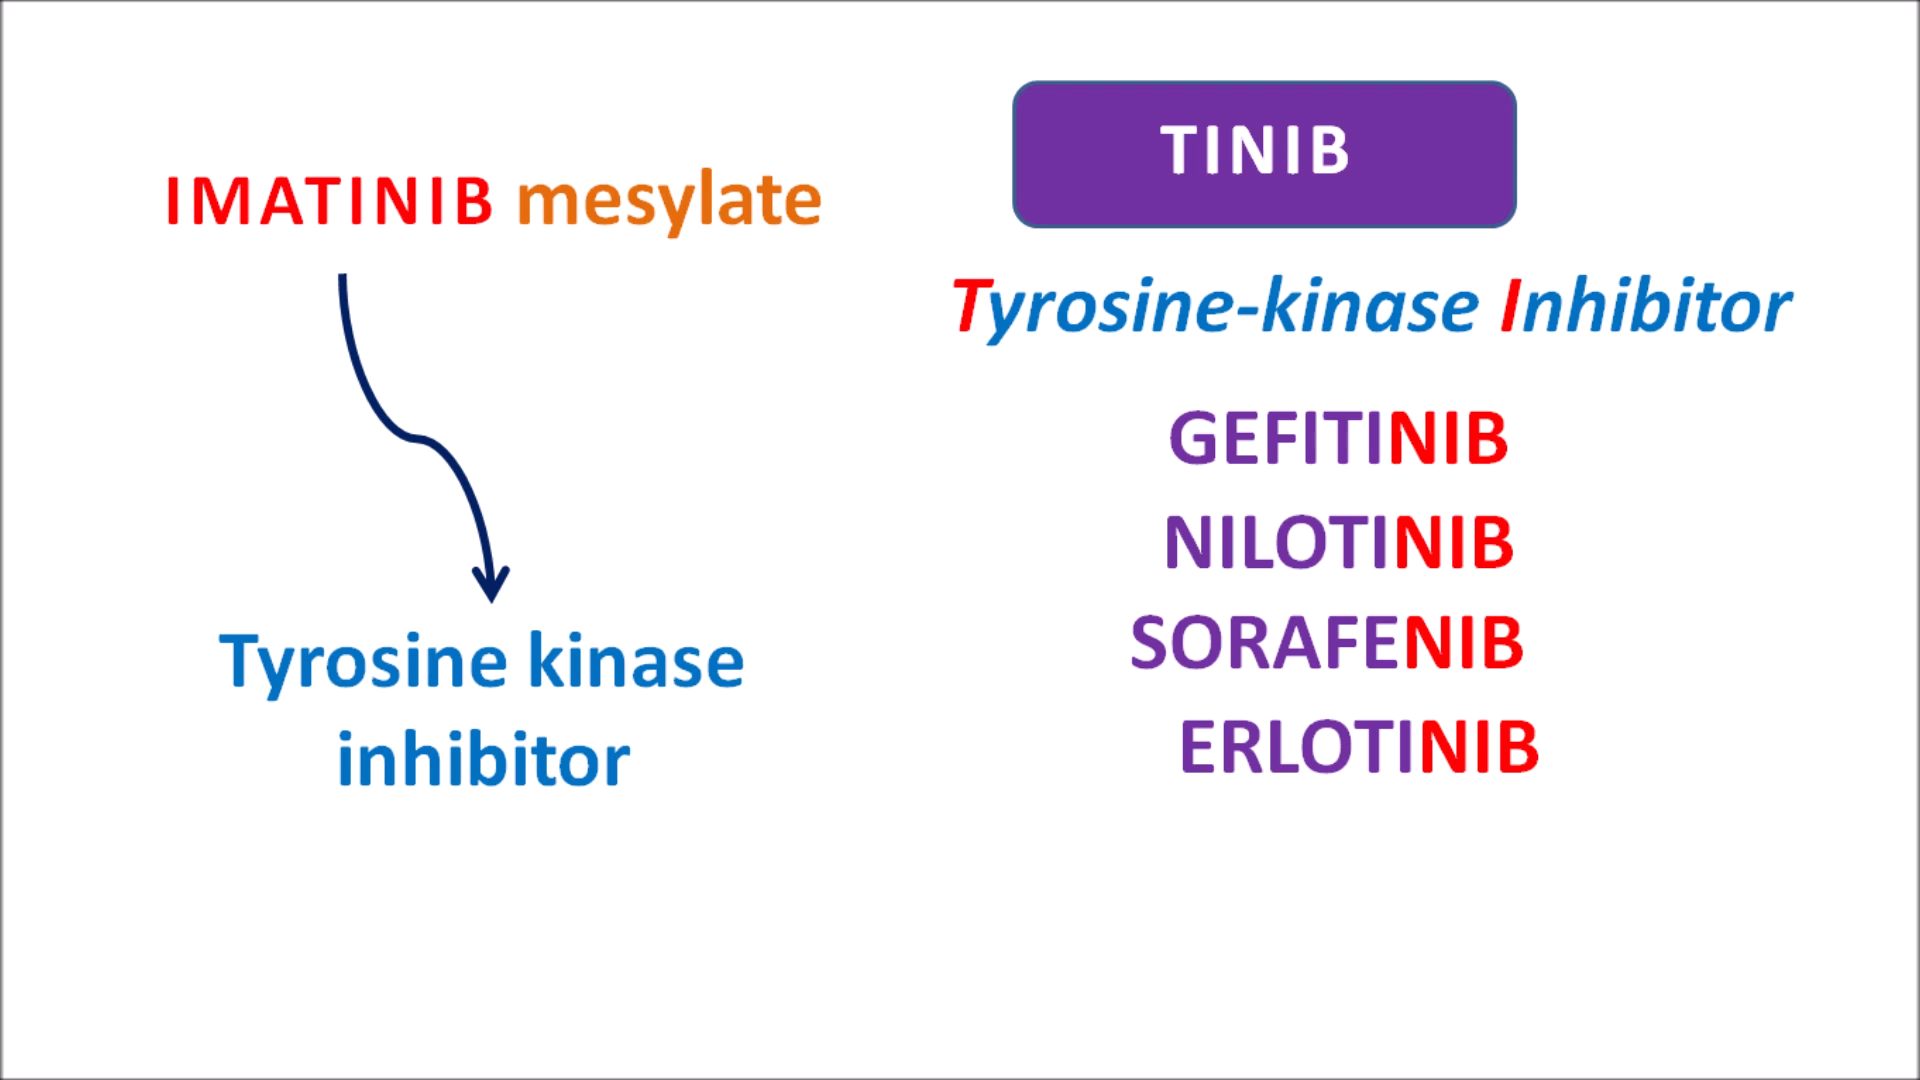 IMATINIB mesylate
Tyrosine kinase
inhibitor
TINIB
Tyrosine-kinase Inhibitor
GEFITINIB
NILOTINIB
SORAFENIB
ERLOTINIB